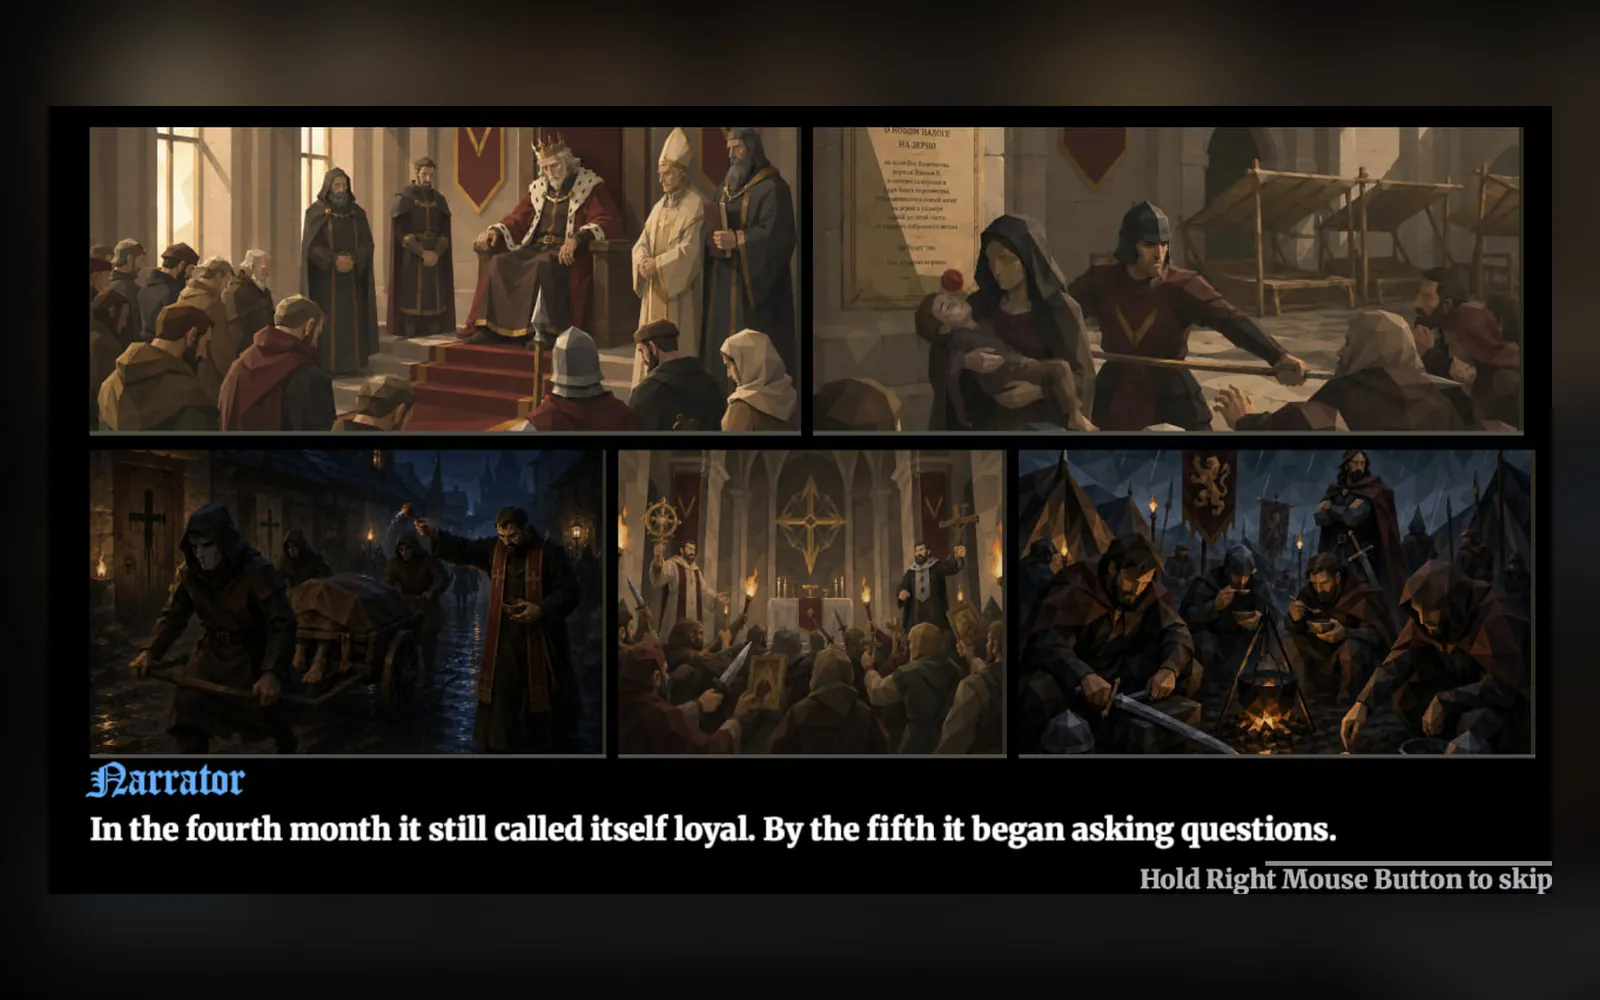 О НОВОМ НАЛОГЕ
НА ЗЕРНО
Narrator
In the fourth month it still called itself loyal. By the fifth it began asking questions.
Hold Right Mouse Button to skip